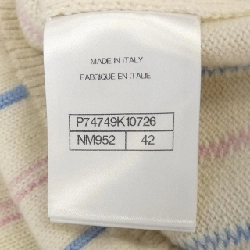 MADE IN ITALY
FABRIQUE EN ITALIE
P74749K10726
NM952 42